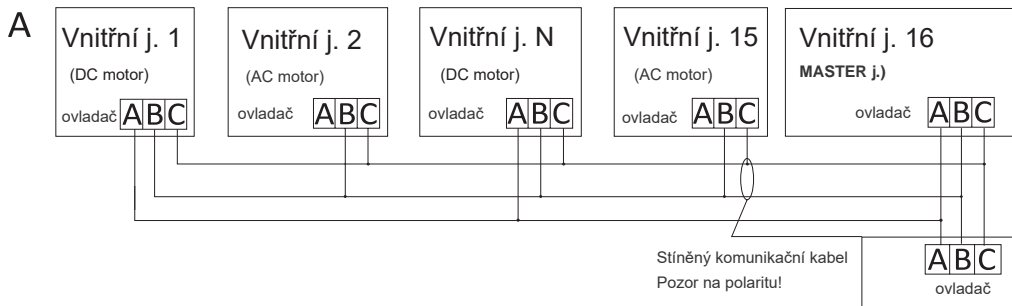 A
Vnitřní j. 1
(DC motor)
ovladač ABC
Vnitřní j. 2
(AC motor)
ovladač ABC
Vnitřní j. N
(DC motor)
ovladač ABC
Vnitřní j. 15
(AC motor)
ovladač ABC
Vnitřní j. 16
MASTER j.)
ovladač ABC
Stíněný komunikační kabel
Pozor na polaritu!
ABC
ovladač